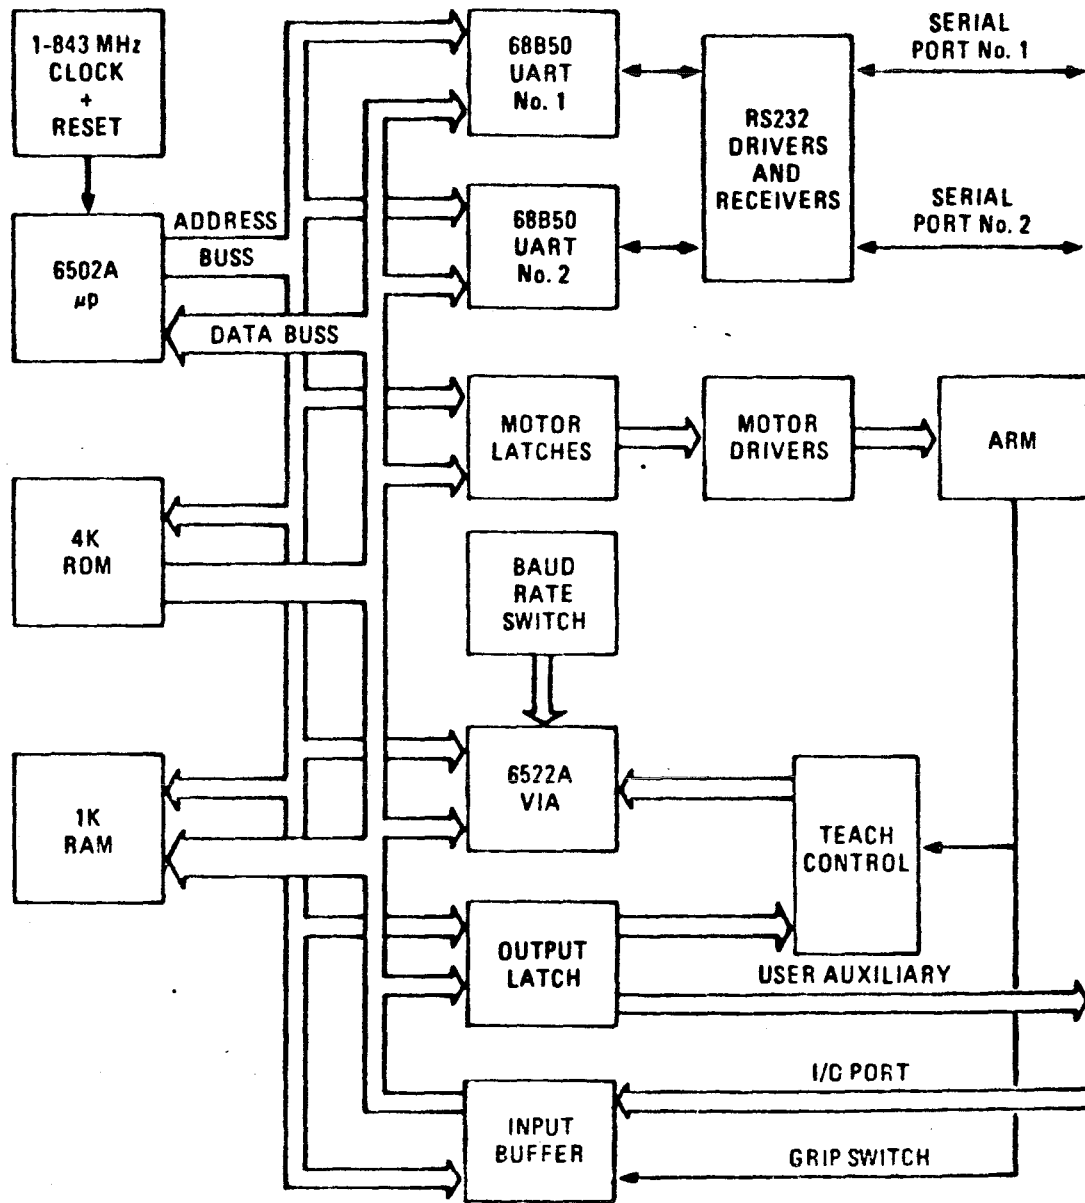 1-843 MHz
CLOCK
+
RESET
68B50
UART
No. 1
SERIAL
PORT No. 1
RS232
DRIVERS
AND
RECEIVERS
6502A
µp
ADDRESS
BUSS
DATA BUSS
68B50
UART
No. 2
SERIAL
PORT No. 2
MOTOR
LATCHES
MOTOR
DRIVERS
ARM
4K
ROM
BAUD
RATE
SWITCH
1K
RAM
6522A
VIA
TEACH
CONTROL
OUTPUT
LATCH
USER AUXILIARY
I/O PORT
INPUT
BUFFER
GRIP SWITCH